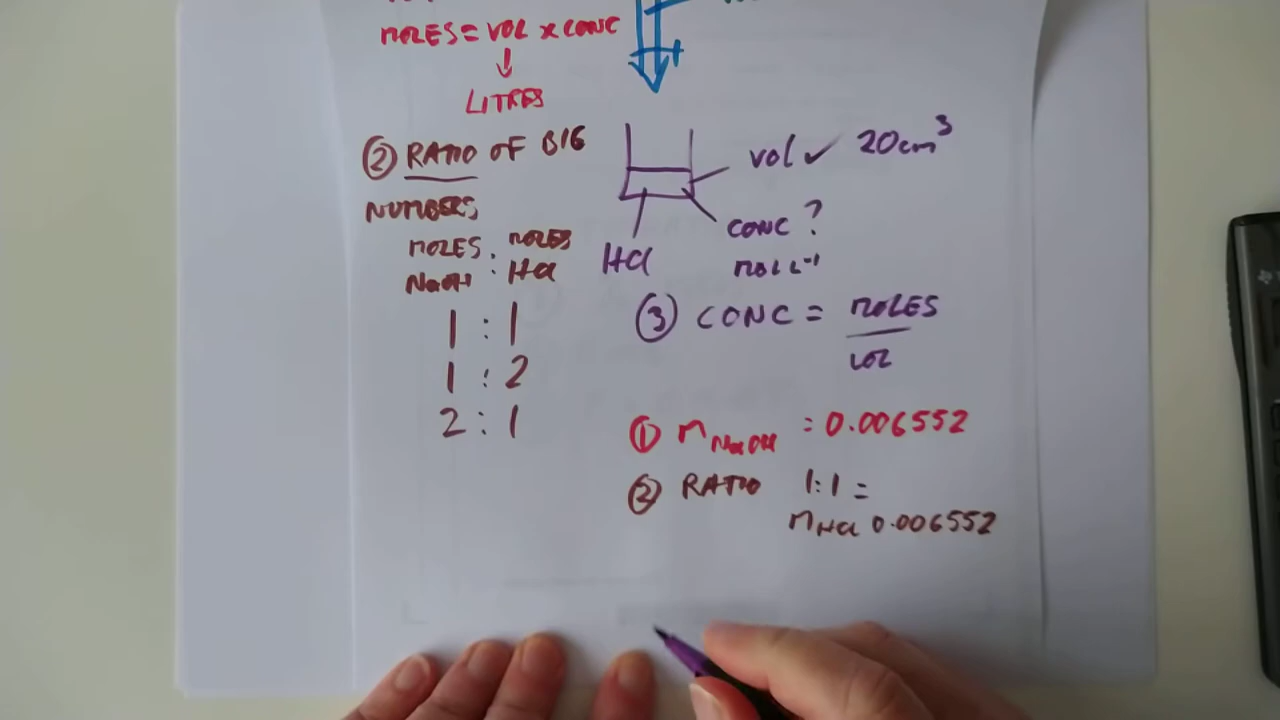 MOLES = VOL x CONC
↓
LITRES
② RATIO OF BIG
NUMBERS
MOLES : MOLES
NaOH : HCl
1 : 1
1 : 2
2 : 1
vol ✓ 20cm³
CONC ?
mol L⁻¹
HCl
③ CONC = MOLES
VOL
① n NaOH = 0.006552
② RATIO 1:1 =
n HCl 0.006552